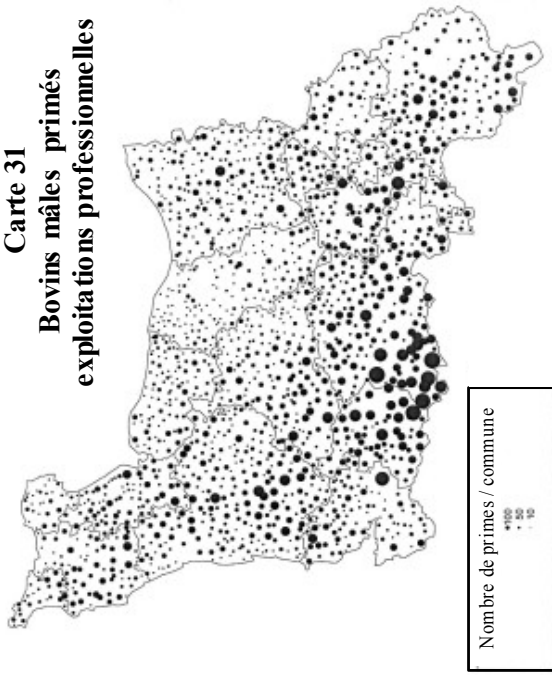 Carte 31
Bovins mâles primés
exploitations professionnelles
Nombre de primes / commune
100
50
10